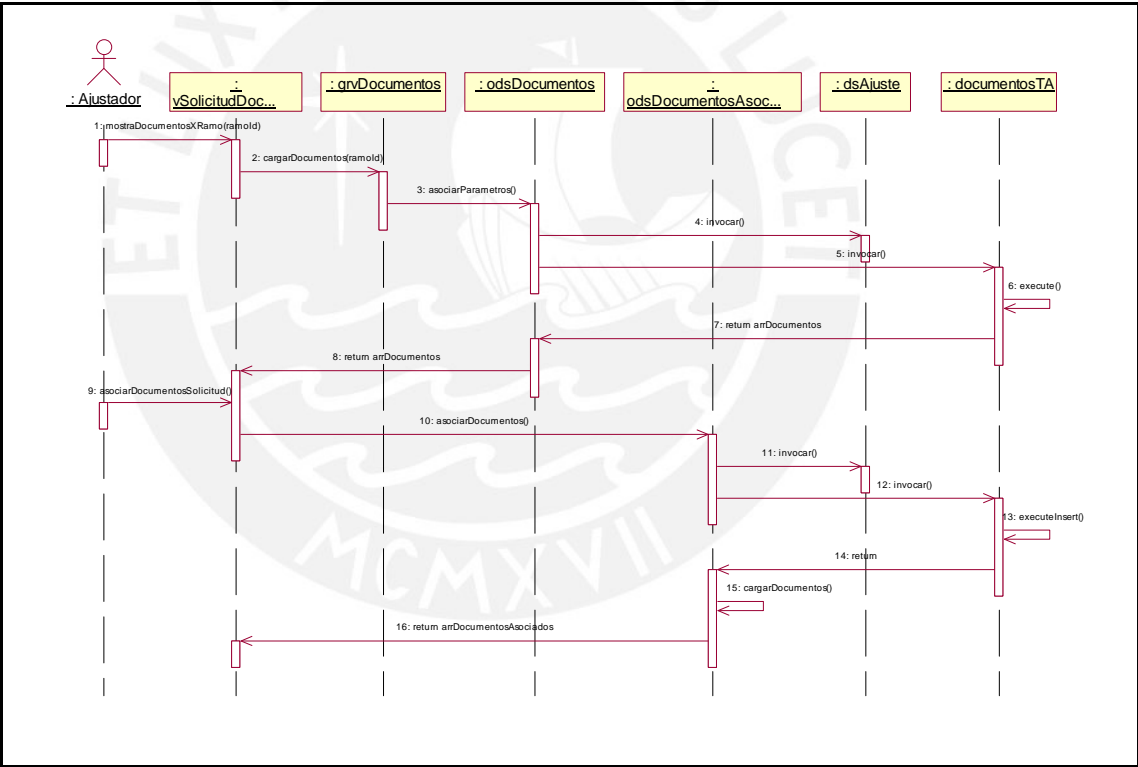 : Ajustador
:
vSolicitudDoc...
: grvDocumentos
: odsDocumentos
:
odsDocumentosAsoc...
: dsAjuste
: documentosTA
1: mostraDocumentosXRamo(ramoId)
2: cargarDocumentos(ramoId)
3: asociarParametros()
4: invocar()
5: invocar()
6: execute()
7: return arrDocumentos
8: return arrDocumentos
9: asociarDocumentosSolicitud()
10: asociarDocumentos()
11: invocar()
12: invocar()
13: executeInsert()
14: return
15: cargarDocumentos()
16: return arrDocumentosAsociados
MCMXVII